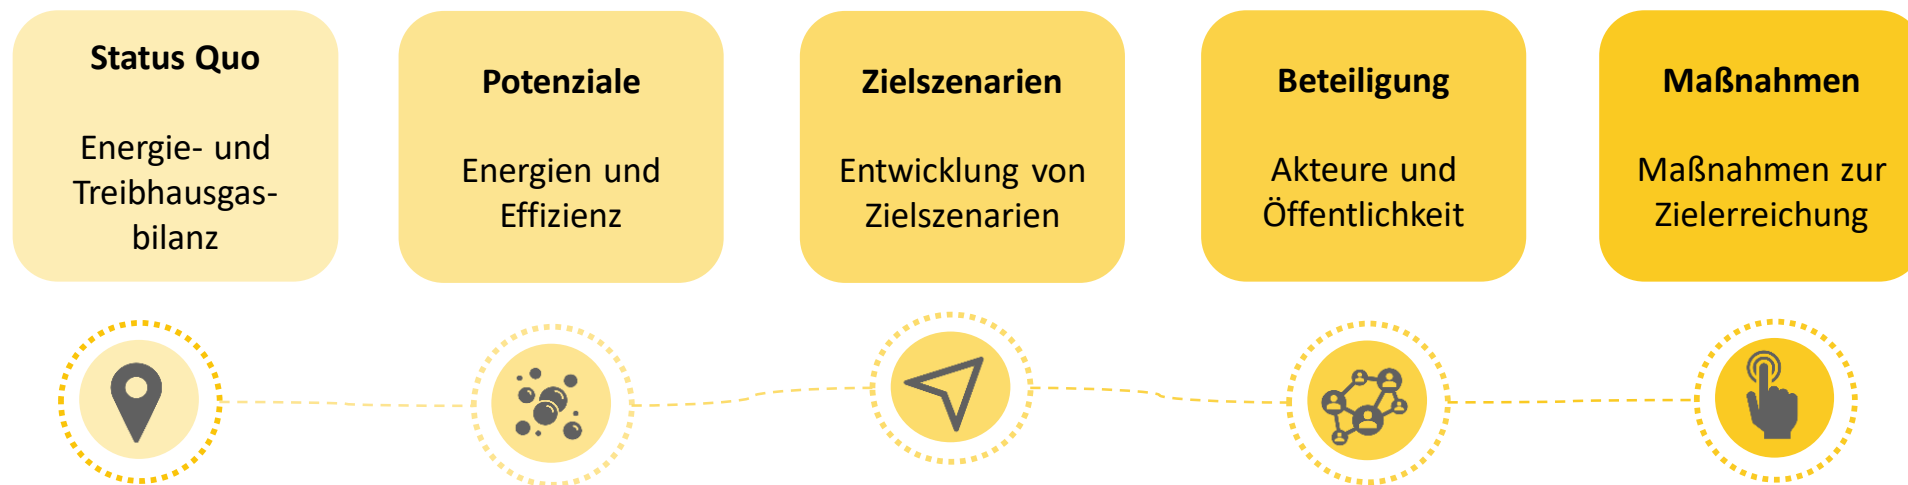 Status Quo
Energie- und
Treibhausgas-
bilanz
Potenziale
Energien und
Effizienz
Zielszenarien
Entwicklung von
Zielszenarien
Beteiligung
Akteure und
Öffentlichkeit
Maßnahmen
Maßnahmen zur
Zielerreichung